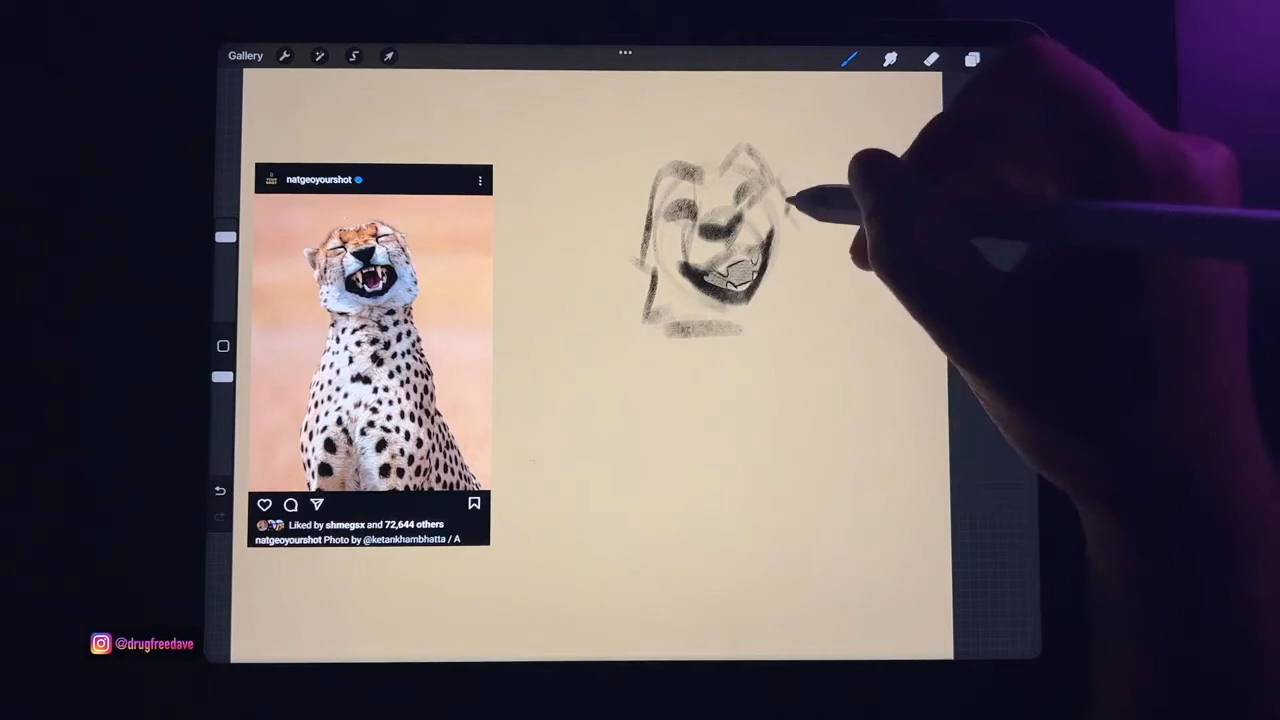 Gallery
natgeoyourshot
Liked by shmegsx and 72,644 others
natgeoyourshot Photo by @ketankhambhatta / A
@drugfreedave